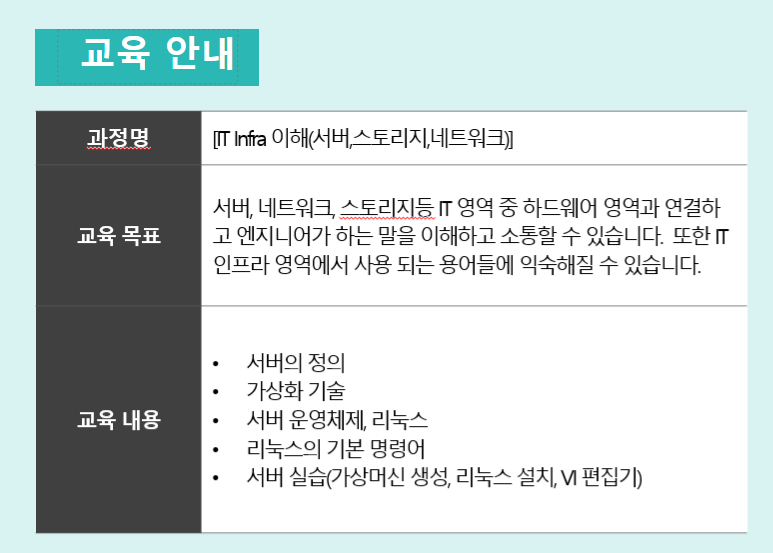 교육 안내
과정명
[IT Infra 이해(서버,스토리지,네트워크)]
교육 목표
서버, 네트워크, 스토리지등 IT 영역 중 하드웨어 영역과 연결하
고 엔지니어가 하는 말을 이해하고 소통할 수 있습니다. 또한 IT
인프라 영역에서 사용 되는 용어들에 익숙해질 수 있습니다.
교육 내용
• 서버의 정의
• 가상화 기술
• 서버 운영체제, 리눅스
• 리눅스의 기본 명령어
• 서버 실습(가상머신 생성, 리눅스 설치, VI 편집기)